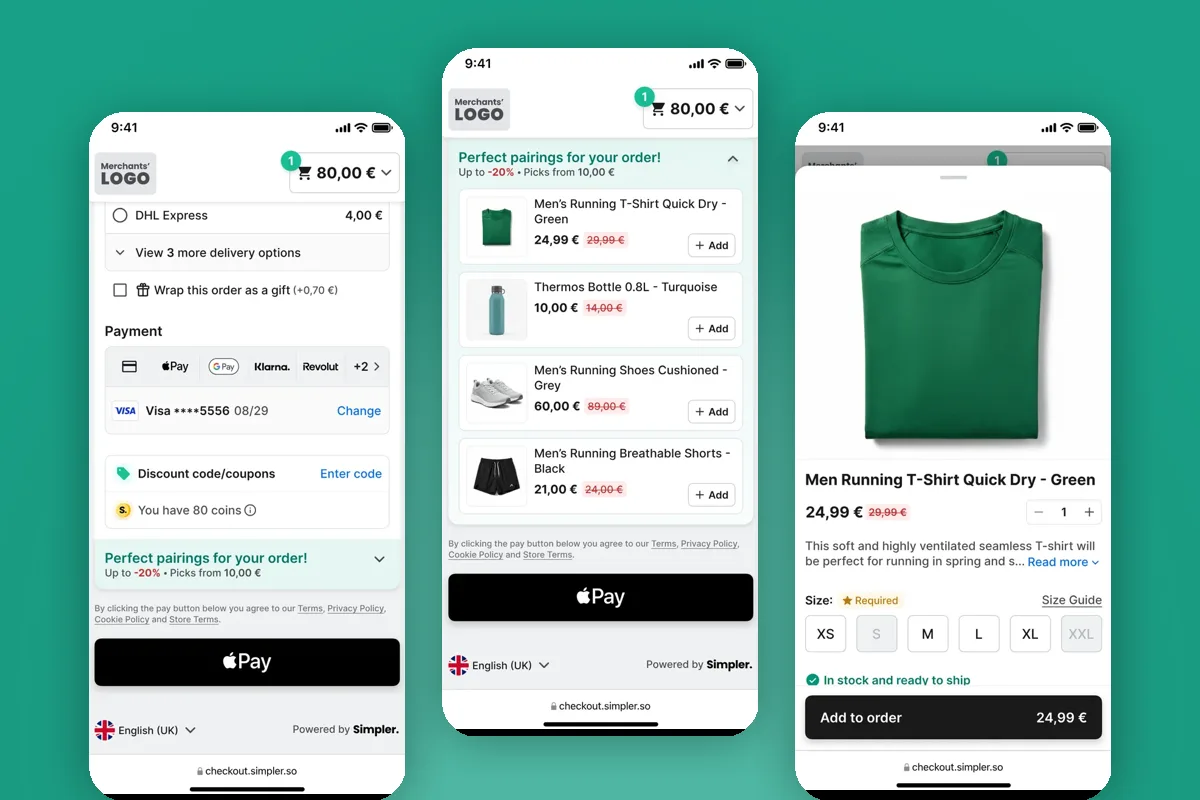 9:41
Merchants'
LOGO
1
80,00 €
DHL Express
4,00 €
View 3 more delivery options
Wrap this order as a gift (+0,70 €)
Payment
Pay
G Pay
Klarna.
Revolut
+2
VISA
Visa ****5556 08/29
Change
Discount code/coupons
Enter code
S.
You have 80 coins
Perfect pairings for your order!
Up to -20% • Picks from 10,00 €
By clicking the pay button below you agree to our Terms, Privacy Policy,
Cookie Policy and Store Terms.
Pay
English (UK)
Powered by Simpler.
checkout.simpler.so
9:41
Merchants'
LOGO
1
80,00 €
Perfect pairings for your order!
Up to -20% • Picks from 10,00 €
Men's Running T-Shirt Quick Dry -
Green
24,99 € 29,99 €
+ Add
Thermos Bottle 0.8L - Turquoise
10,00 € 14,00 €
+ Add
Men's Running Shoes Cushioned -
Grey
60,00 € 89,00 €
+ Add
Men's Running Breathable Shorts -
Black
21,00 € 24,00 €
+ Add
By clicking the pay button below you agree to our Terms, Privacy Policy,
Cookie Policy and Store Terms.
Pay
English (UK)
Powered by Simpler.
checkout.simpler.so
9:41
Merchants'
1
Men Running T-Shirt Quick Dry - Green
24,99 € 29,99 €
− 1 +
This soft and highly ventilated seamless T-shirt will
be perfect for running in spring and s... Read more
Size:
Required
Size Guide
XS
S
M
L
XL
XXL
In stock and ready to ship
Add to order
24,99 €
checkout.simpler.so